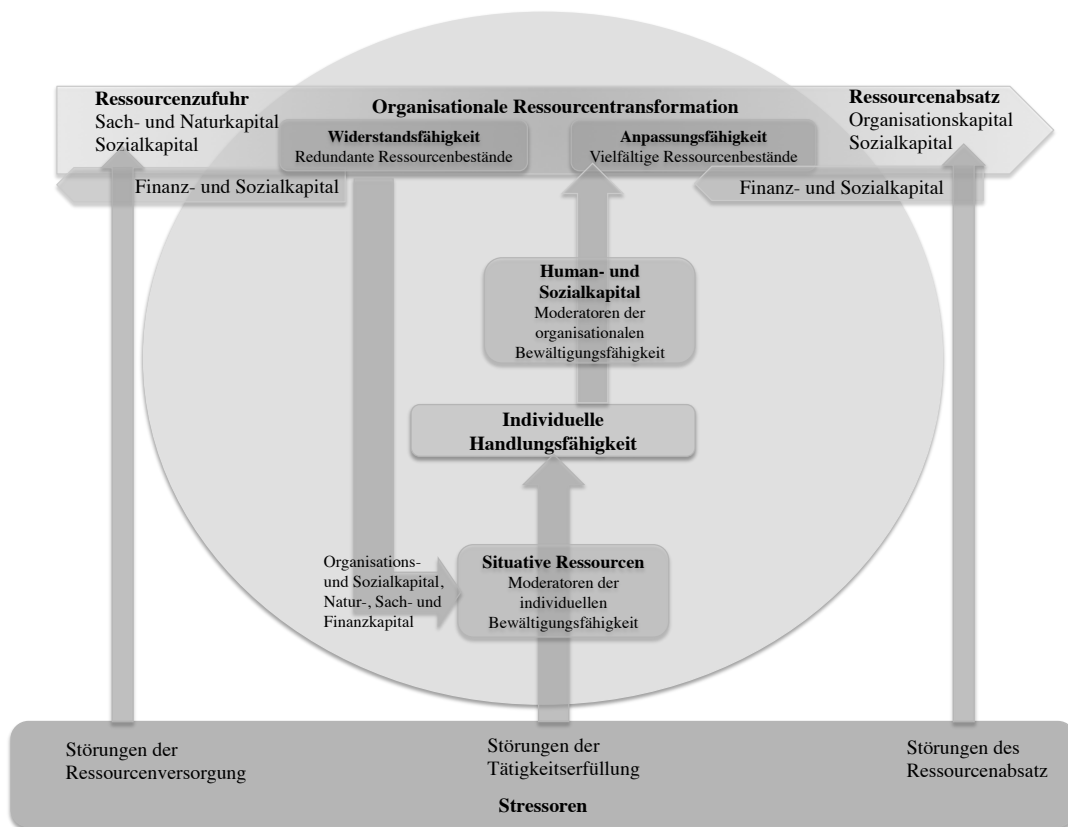 Ressourcenzufuhr
Sach- und Naturkapital
Sozialkapital
Organisationale Ressourcentransformation
Ressourcenabsatz
Organisationskapital
Sozialkapital
Widerstandsfähigkeit
Redundante Ressourcenbestände
Anpassungsfähigkeit
Vielfältige Ressourcenbestände
Finanz- und Sozialkapital
Finanz- und Sozialkapital
Human- und
Sozialkapital
Moderatoren der
organisationalen
Bewältigungsfähigkeit
Individuelle
Handlungsfähigkeit
Organisations-
und Sozialkapital,
Natur-, Sach- und
Finanzkapital
Situative Ressourcen
Moderatoren der
individuellen
Bewältigungsfähigkeit
Störungen der
Ressourcenversorgung
Störungen der
Tätigkeitserfüllung
Störungen des
Ressourcenabsatz
Stressoren